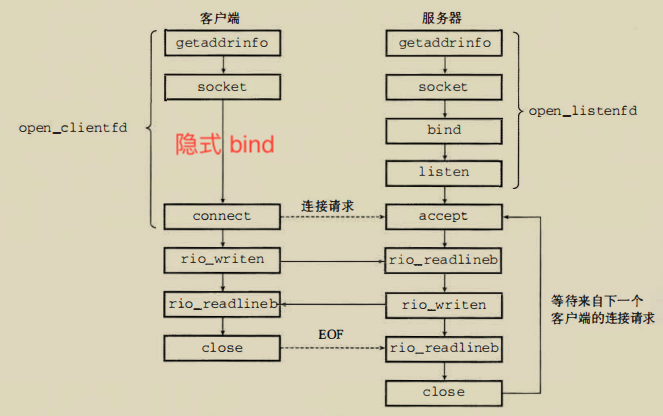 客户端
服务器
getaddrinfo
getaddrinfo
socket
socket
open_clientfd
open_listenfd
隐式 bind
bind
listen
连接请求
connect
accept
rio_writen
rio_readlineb
等待来自下一个
客户端的连接请求
rio_readlineb
rio_writen
EOF
close
rio_readlineb
close